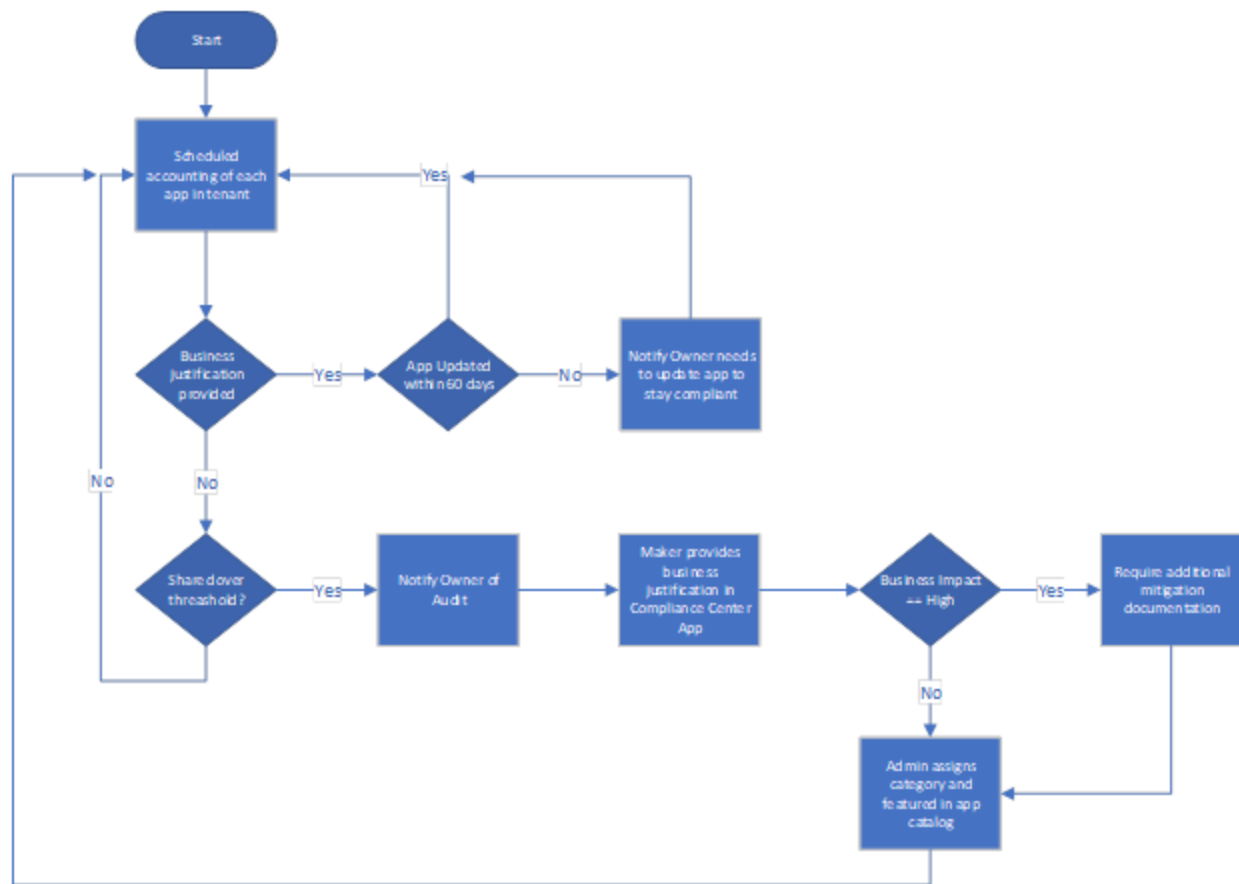 Start
Scheduled
accounting of each
app in tenant
Yes
Business
justification
provided
Yes
App Updated
within 60 days
No
Notify Owner needs
to update app to
stay compliant
No
No
Shared over
threashold?
Yes
Notify Owner of
Audit
Maker provides
business
justification in
Compliance Center
App
Business Impact
== High
Yes
Require additional
mitigation
documentation
No
Admin assigns
category and
featured in app
catalog